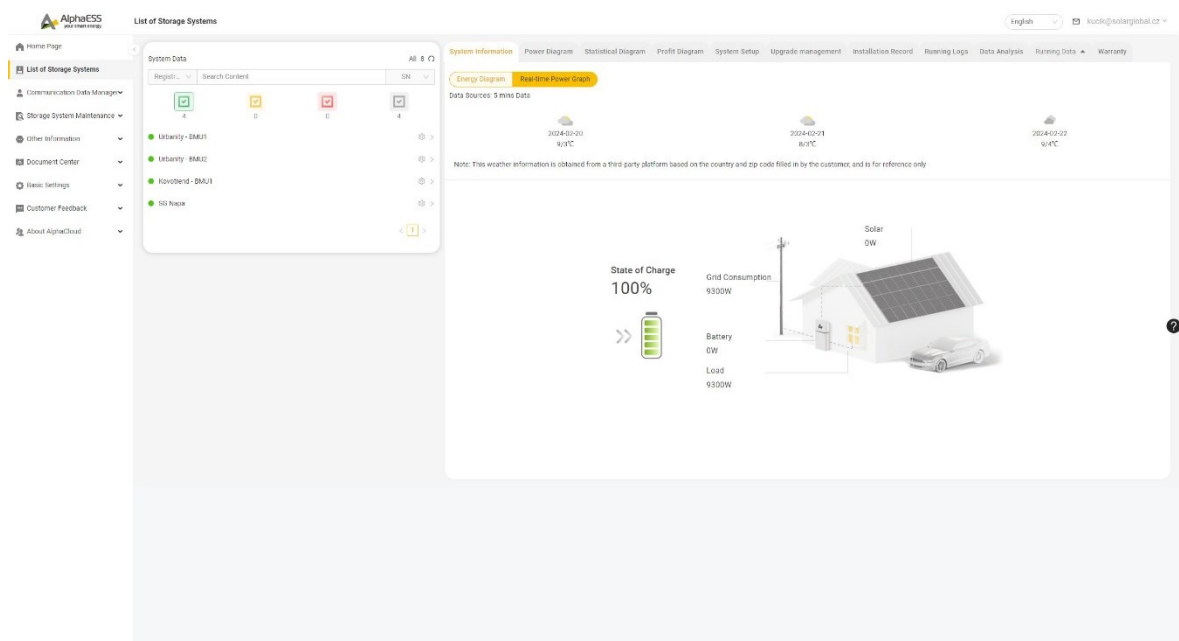 AlphaESS
your smart energy
List of Storage Systems
English
kucik@solarglobal.cz
Home Page
List of Storage Systems
Communication Data Manager
Storage System Maintenance
Other Information
Document Center
Basic Settings
Customer Feedback
About AlphaCloud
System Data
All 8
Registr...
Search Content
SN
4
0
0
4
Urbanity - BMU1
Urbanity - BMU2
Kovotrend - BMU1
SG Napa
1
System Information
Power Diagram
Statistical Diagram
Profit Diagram
System Setup
Upgrade management
Installation Record
Running Logs
Data Analysis
Running Data
Warranty
Energy Diagram
Real-time Power Graph
Data Sources: 5 mins Data
2024-02-20
9/3℃
2024-02-21
8/3℃
2024-02-22
9/4℃
Note: This weather information is obtained from a third party platform based on the country and zip code filled in by the customer, and is for reference only
State of Charge
100%
Grid Consumption
9300W
Solar
0W
Battery
0W
Load
9300W
?